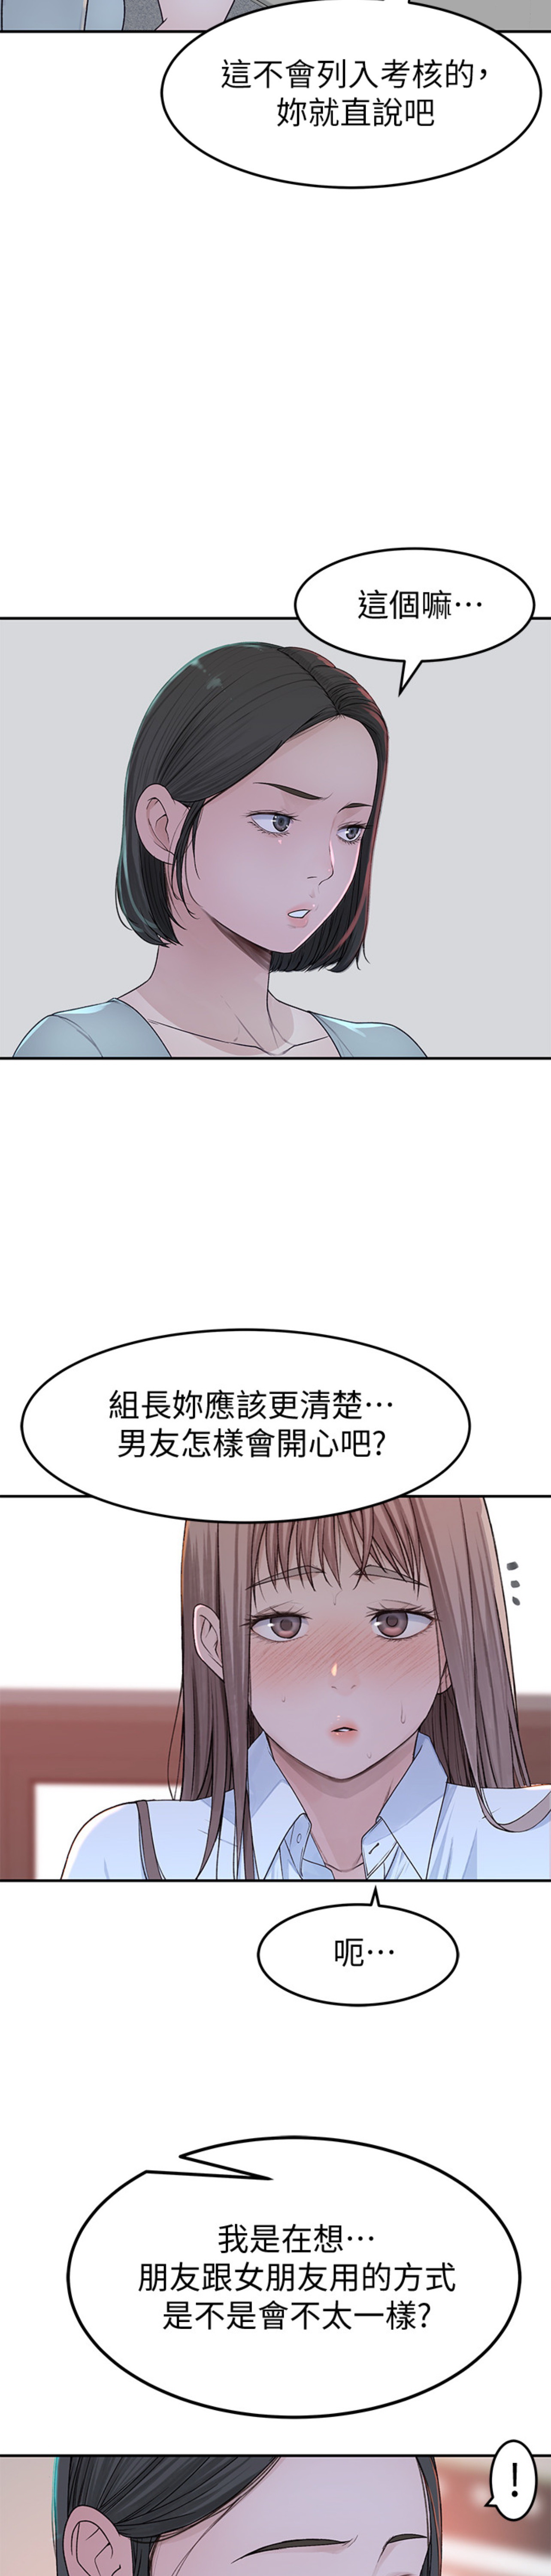 這不會列入考核的，
妳就直說吧
這個嘛…
組長妳應該更清楚…
男友怎樣會開心吧?
呃…
我是在想…
朋友跟女朋友用的方式
是不是會不太一樣?
!